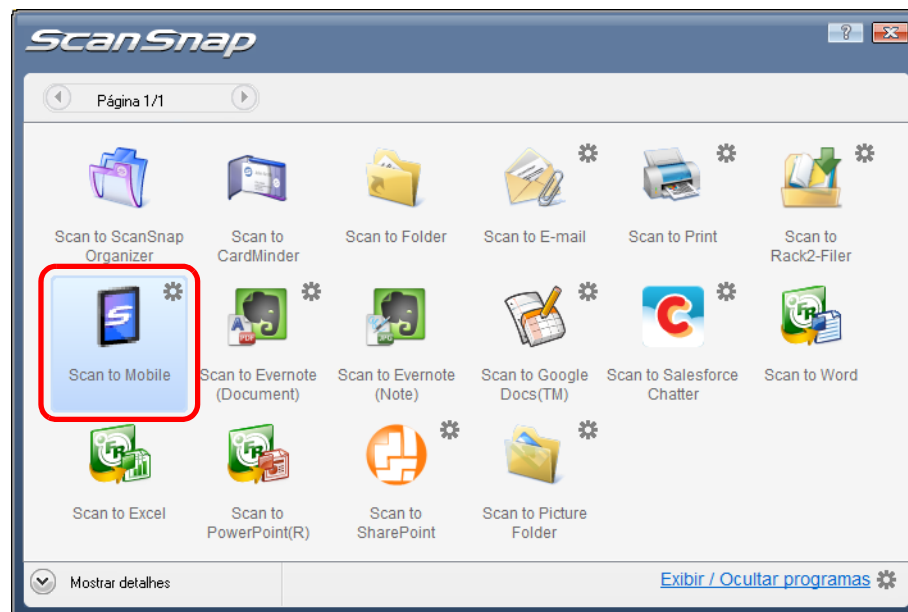 ScanSnap
?
Página 1/1
Scan to ScanSnap
Organizer
Scan to
CardMinder
Scan to Folder
Scan to E-mail
Scan to Print
Scan to
Rack2-Filer
Scan to Mobile
Scan to Evernote
(Document)
Scan to Evernote
(Note)
Scan to Google
Docs(TM)
Scan to Salesforce
Chatter
Scan to Word
Scan to Excel
Scan to
PowerPoint(R)
Scan to
SharePoint
Scan to Picture
Folder
Mostrar detalhes
Exibir / Ocultar programas